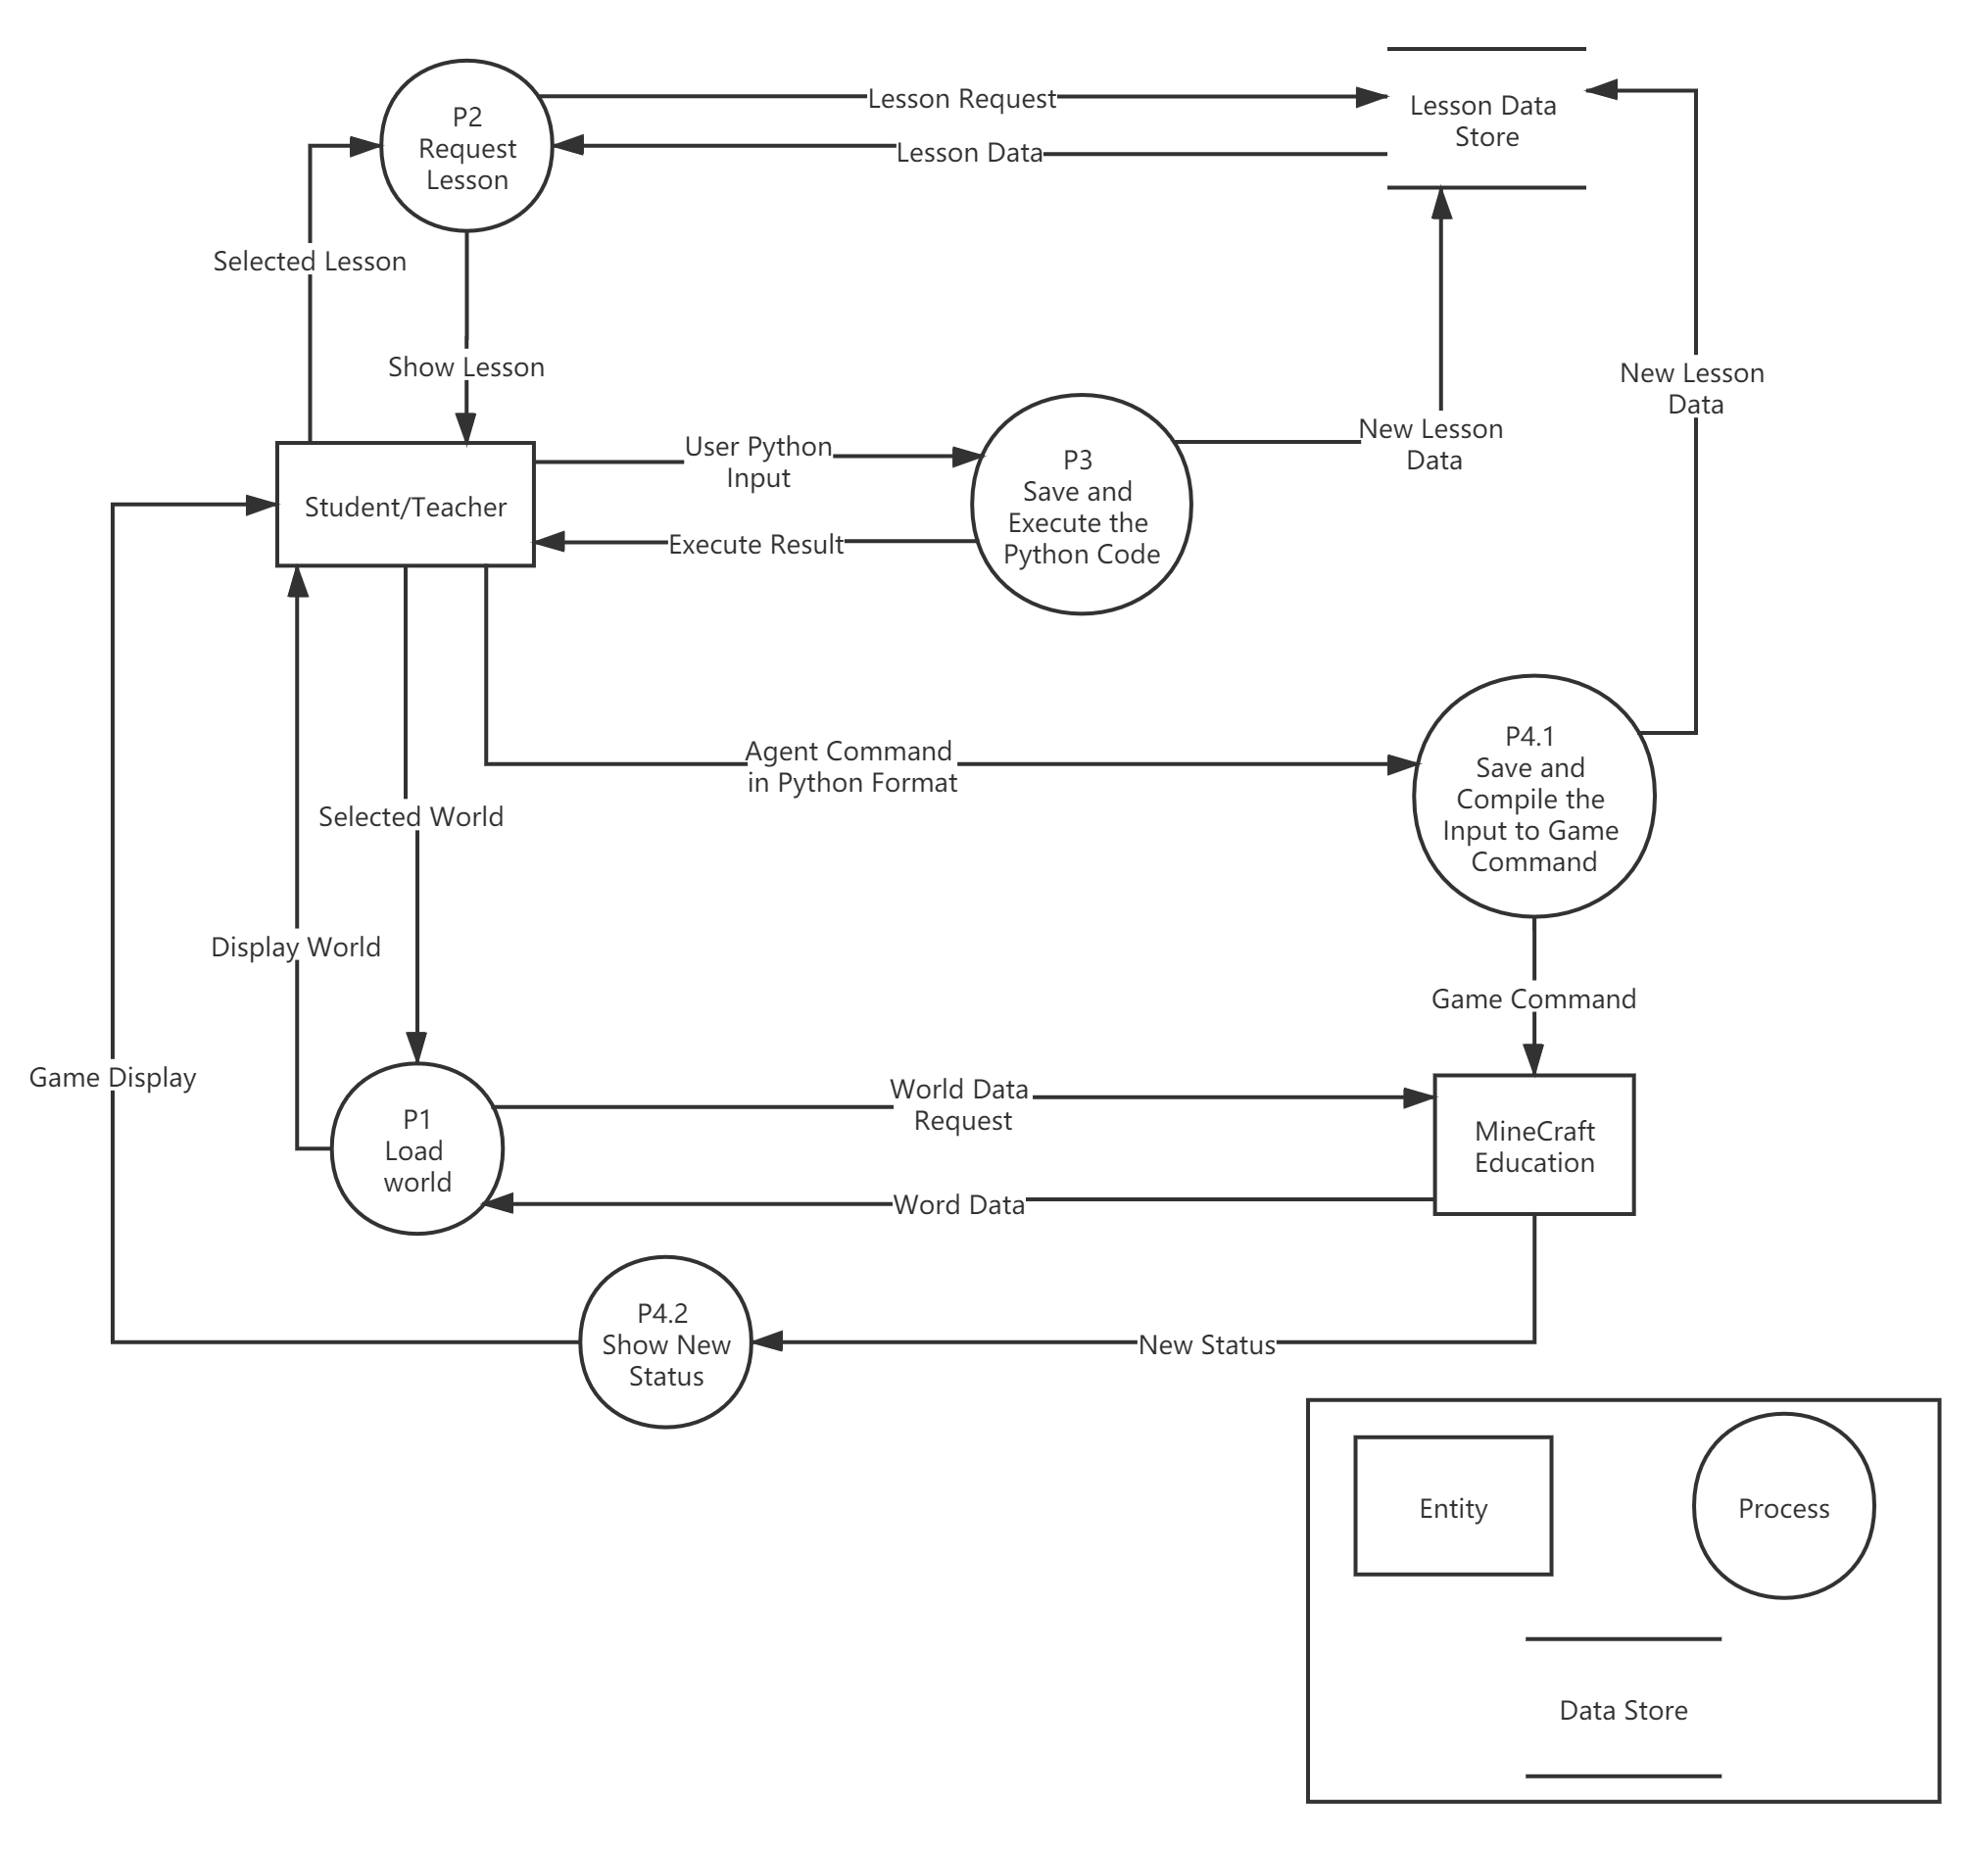 P2
Request
Lesson
Lesson Request
Lesson Data
Lesson Data
Store
Selected Lesson
Show Lesson
New Lesson
Data
Student/Teacher
User Python
Input
Execute Result
P3
Save and
Execute the
Python Code
New Lesson
Data
Agent Command
in Python Format
P4.1
Save and
Compile the
Input to Game
Command
Selected World
Display World
Game Command
Game Display
P1
Load
world
World Data
Request
Word Data
MineCraft
Education
P4.2
Show New
Status
New Status
Entity
Process
Data Store